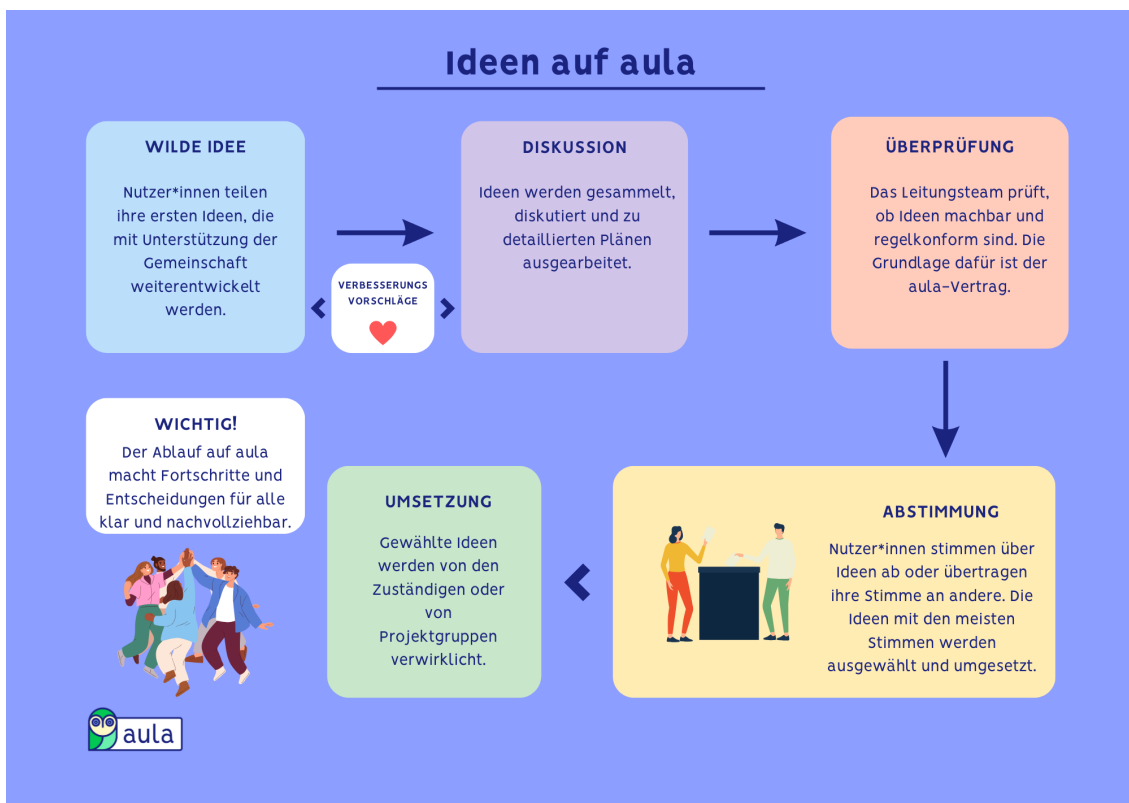 Ideen auf aula
WILDE IDEE
Nutzer*innen teilen
ihre ersten Ideen, die
mit Unterstützung der
Gemeinschaft
weiterentwickelt
werden.
VERBESSERUNGS
VORSCHLÄGE
DISKUSSION
Ideen werden gesammelt,
diskutiert und zu
detaillierten Plänen
ausgearbeitet.
ÜBERPRÜFUNG
Das Leitungsteam prüft,
ob Ideen machbar und
regelkonform sind. Die
Grundlage dafür ist der
aula-Vertrag.
ABSTIMMUNG
Nutzer*innen stimmen über
Ideen ab oder übertragen
ihre Stimme an andere. Die
Ideen mit den meisten
Stimmen werden
ausgewählt und umgesetzt.
UMSETZUNG
Gewählte Ideen
werden von den
Zuständigen oder
von
Projektgruppen
verwirklicht.
WICHTIG!
Der Ablauf auf aula
macht Fortschritte und
Entscheidungen für alle
klar und nachvollziehbar.
aula